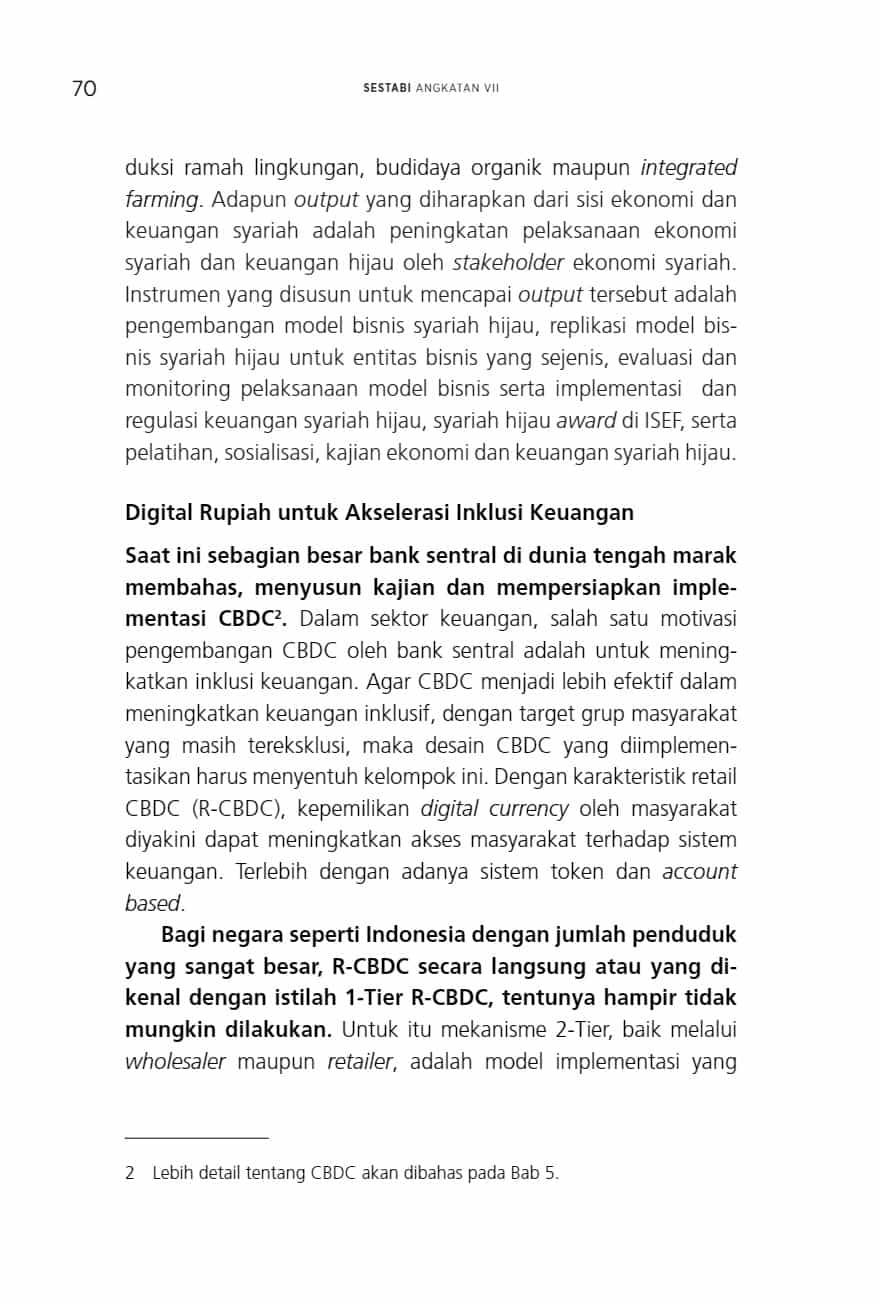 70
SESTABI ANGKATAN VII
duksi ramah lingkungan, budidaya organik maupun integrated
farming. Adapun output yang diharapkan dari sisi ekonomi dan
keuangan syariah adalah peningkatan pelaksanaan ekonomi
syariah dan keuangan hijau oleh stakeholder ekonomi syariah.
Instrumen yang disusun untuk mencapai output tersebut adalah
pengembangan model bisnis syariah hijau, replikasi model bis-
nis syariah hijau untuk entitas bisnis yang sejenis, evaluasi dan
monitoring pelaksanaan model bisnis serta implementasi dan
regulasi keuangan syariah hijau, syariah hijau award di ISEF, serta
pelatihan, sosialisasi, kajian ekonomi dan keuangan syariah hijau.
Digital Rupiah untuk Akselerasi Inklusi Keuangan
Saat ini sebagian besar bank sentral di dunia tengah marak
membahas, menyusun kajian dan mempersiapkan imple-
mentasi CBDC². Dalam sektor keuangan, salah satu motivasi
pengembangan CBDC oleh bank sentral adalah untuk mening-
katkan inklusi keuangan. Agar CBDC menjadi lebih efektif dalam
meningkatkan keuangan inklusif, dengan target grup masyarakat
yang masih tereksklusi, maka desain CBDC yang diimplemen-
tasikan harus menyentuh kelompok ini. Dengan karakteristik retail
CBDC (R-CBDC), kepemilikan digital currency oleh masyarakat
diyakini dapat meningkatkan akses masyarakat terhadap sistem
keuangan. Terlebih dengan adanya sistem token dan account
based.
Bagi negara seperti Indonesia dengan jumlah penduduk
yang sangat besar, R-CBDC secara langsung atau yang di-
kenal dengan istilah 1-Tier R-CBDC, tentunya hampir tidak
mungkin dilakukan. Untuk itu mekanisme 2-Tier, baik melalui
wholesaler maupun retailer, adalah model implementasi yang
2 Lebih detail tentang CBDC akan dibahas pada Bab 5.